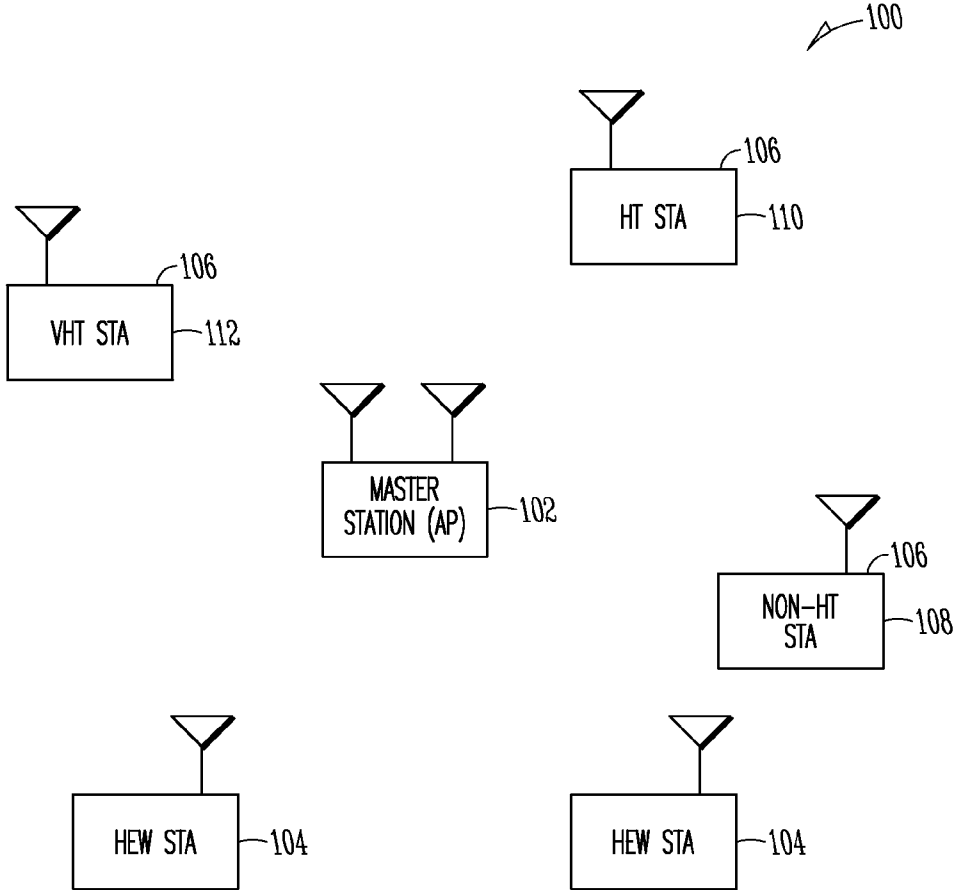 100
106
HT STA
110
106
VHT STA
112
MASTER
STATION (AP)
102
106
NON-HT
STA
108
HEW STA
104
HEW STA
104